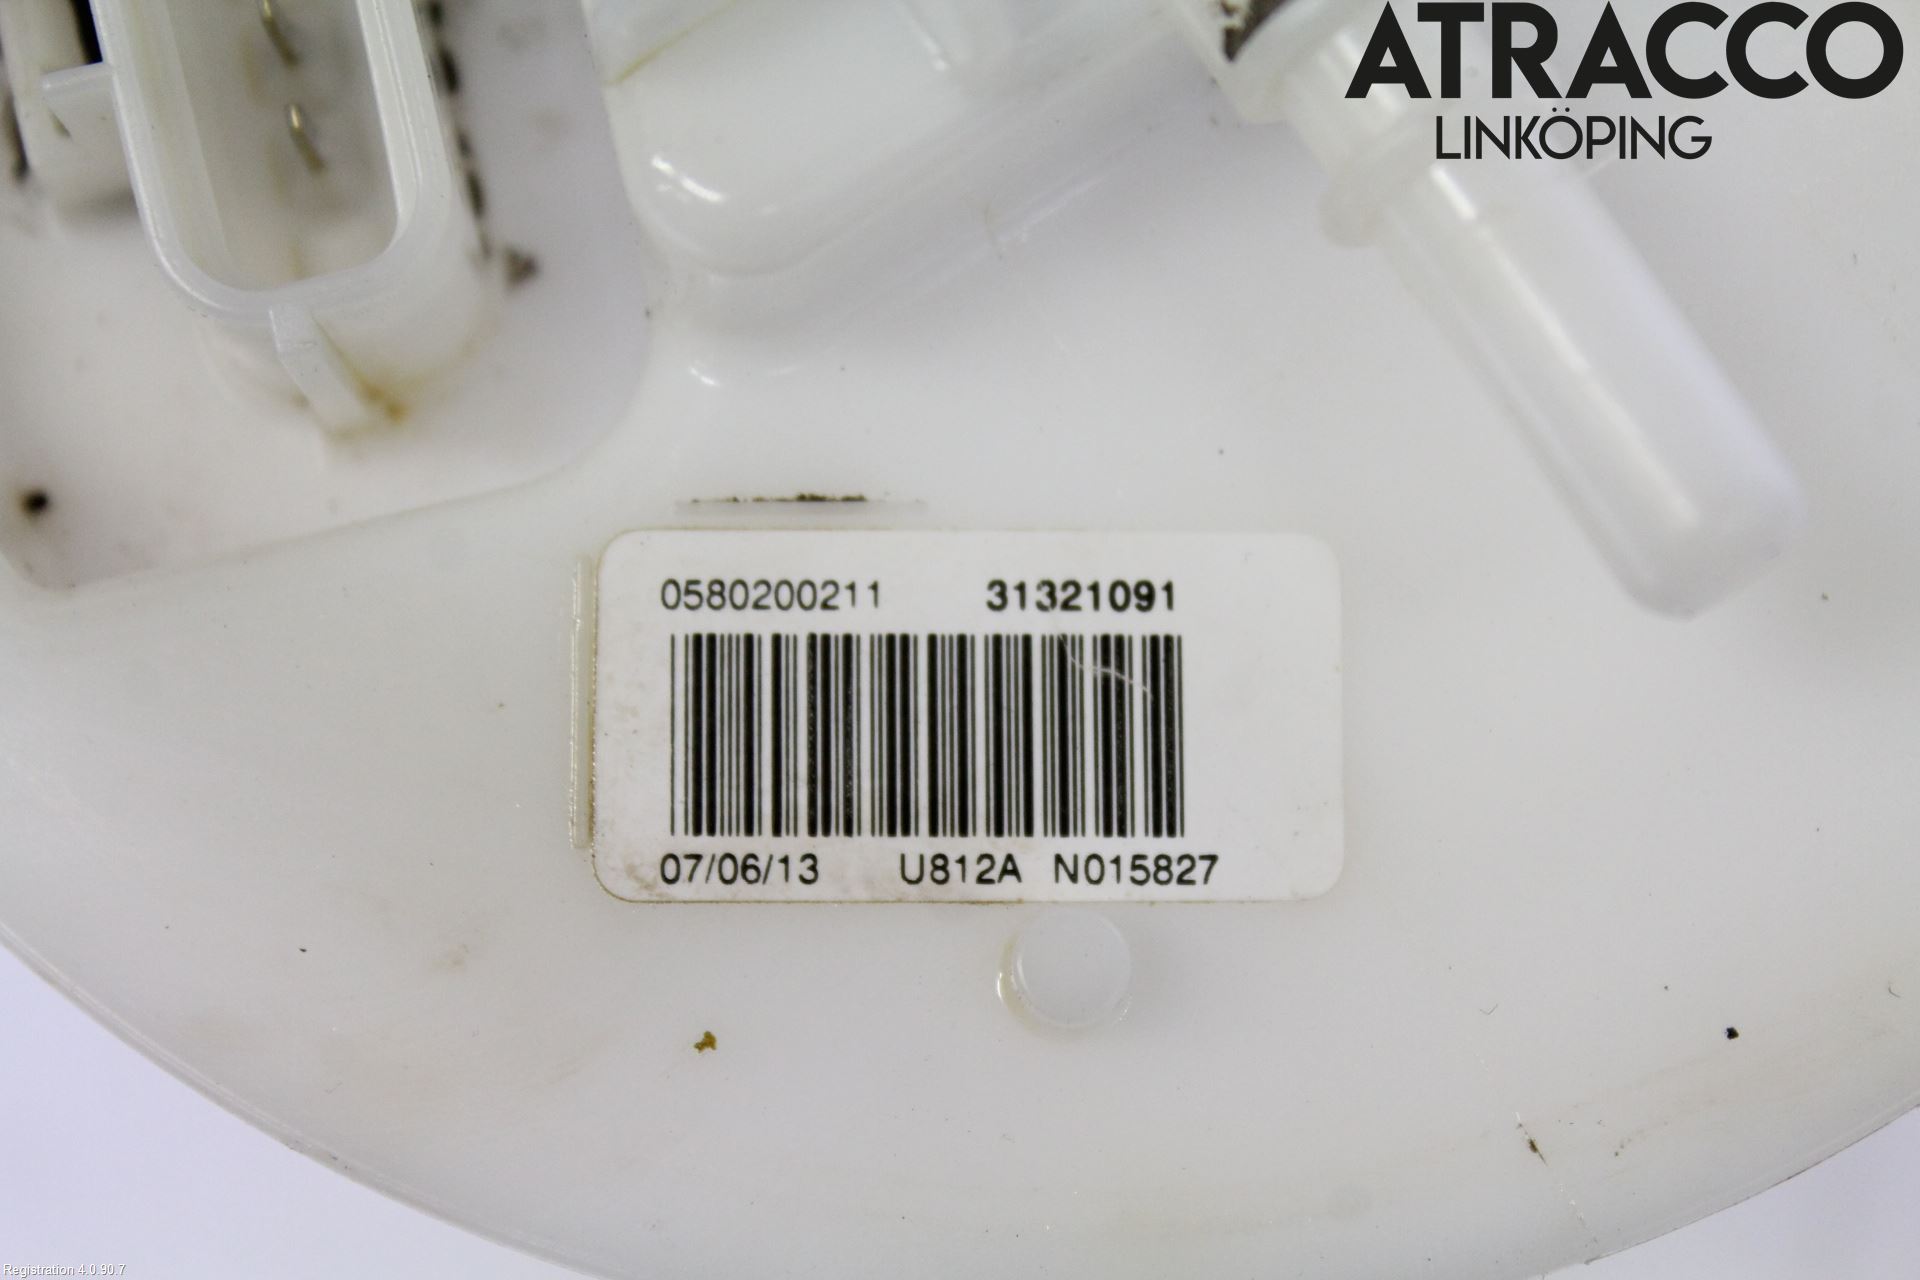 ATRACCO
LINKÖPING
0580200211 31321091
07/06/13 U812A N015827
Registration 4.0.90.7